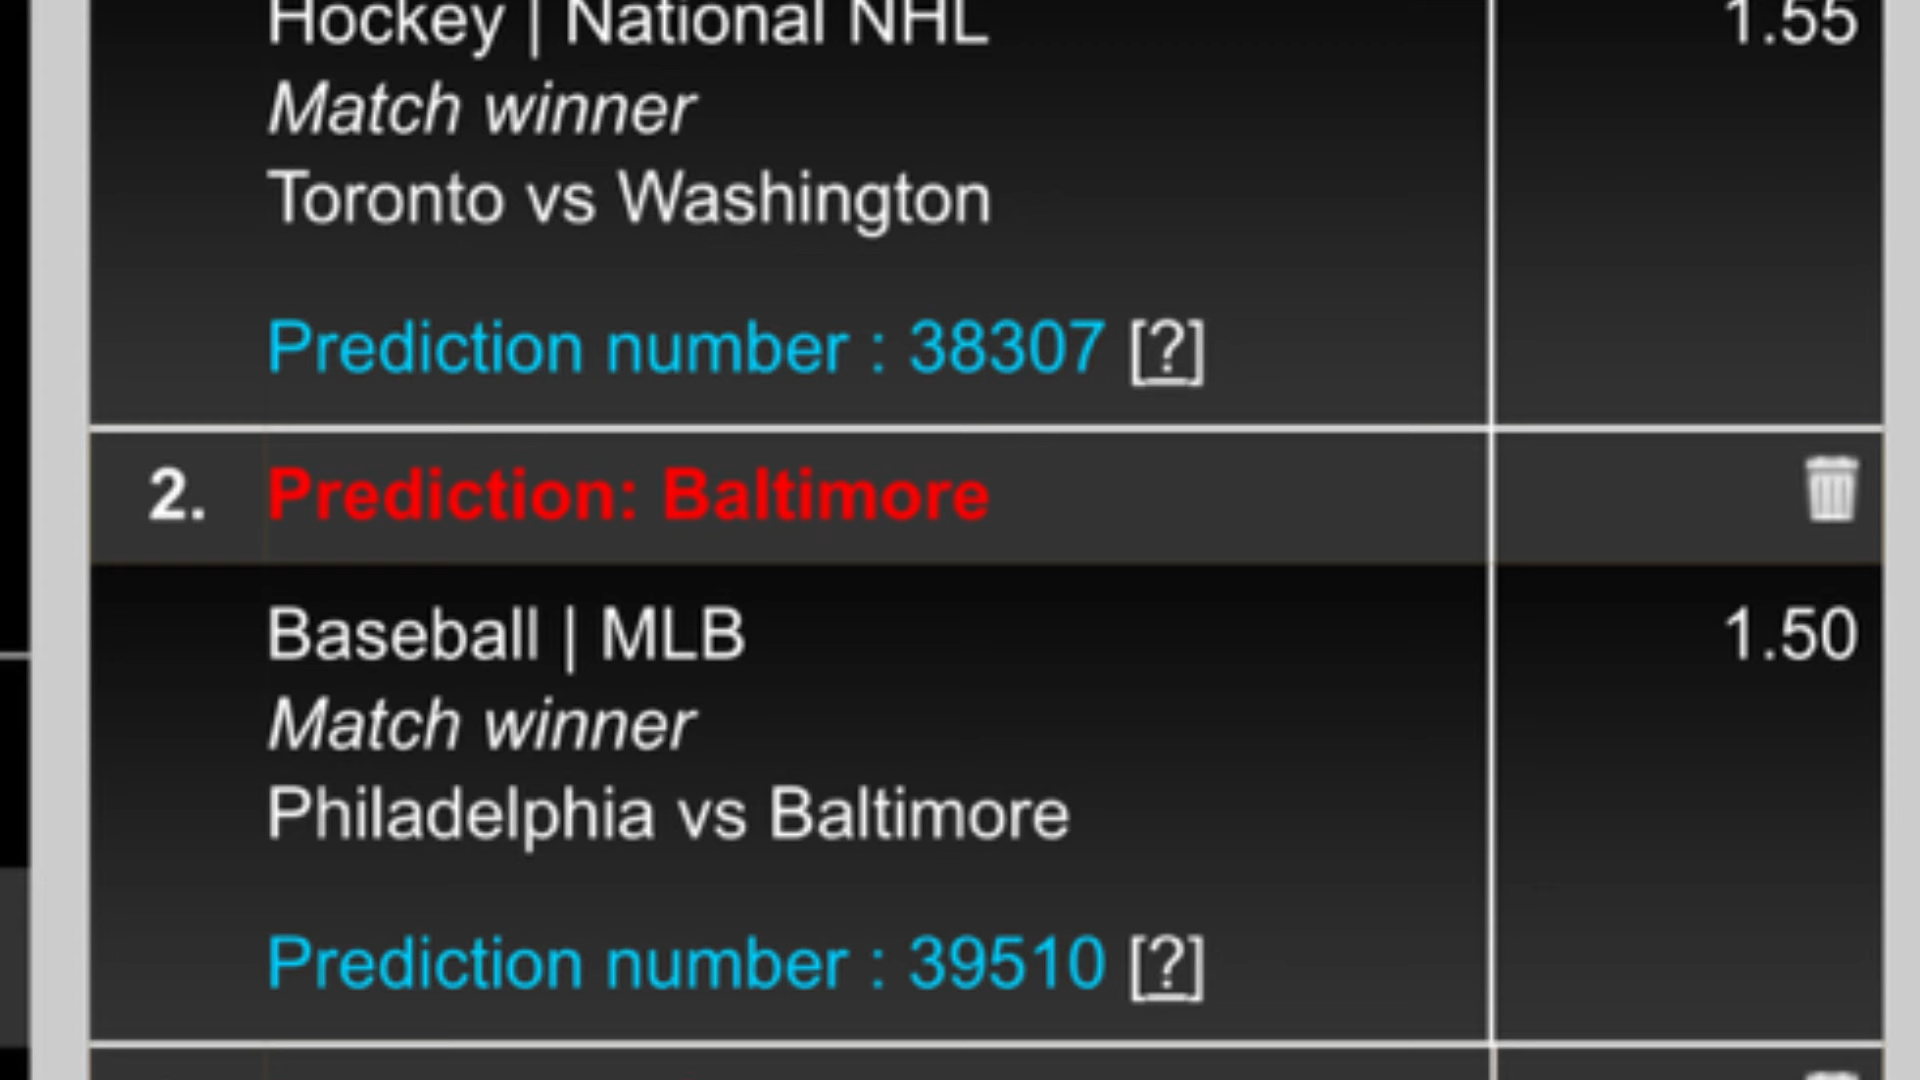 Hockey | National NHL
1.55
Match winner
Toronto vs Washington
Prediction number : 38307 [?]
2. Prediction: Baltimore
Baseball | MLB
1.50
Match winner
Philadelphia vs Baltimore
Prediction number : 39510 [?]